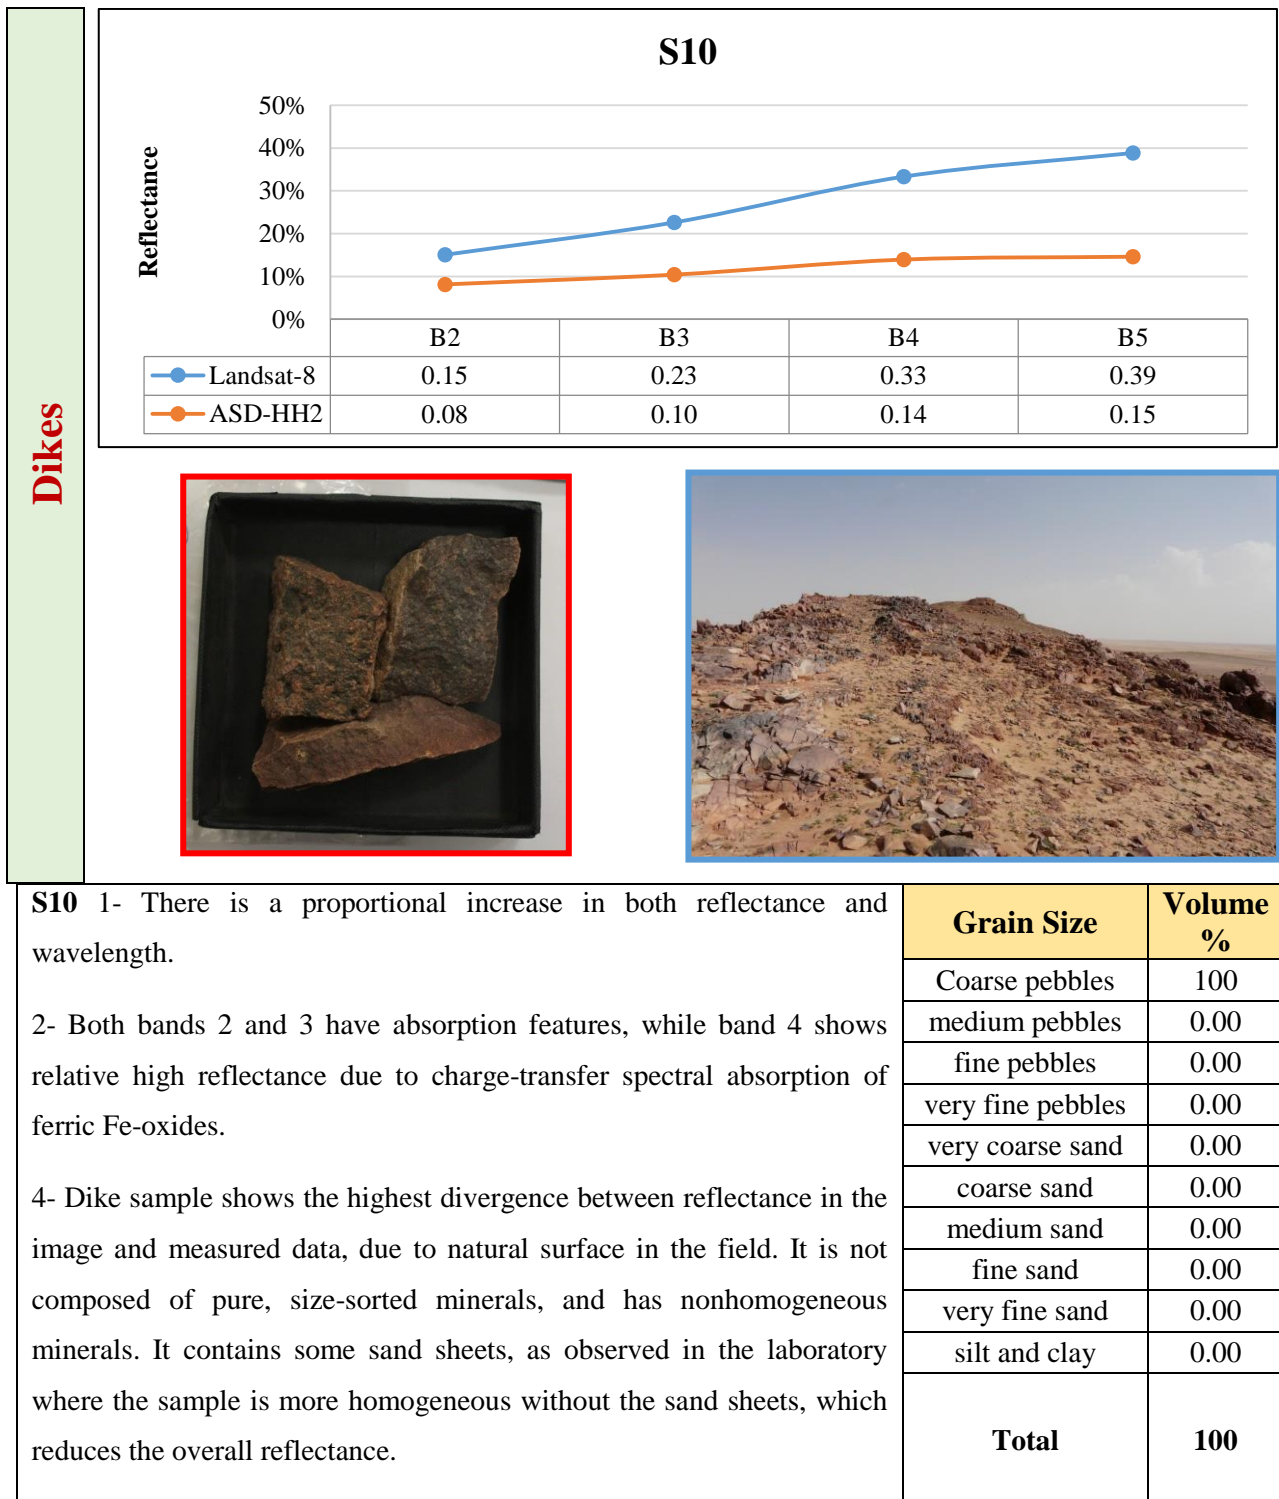 Dikes
S10
Reflectance
50%
40%
30%
20%
10%
0%
B2 B3 B4 B5
Landsat-8 0.15 0.23 0.33 0.39
ASD-HH2 0.08 0.10 0.14 0.15
S10 1- There is a proportional increase in both reflectance and
wavelength.
2- Both bands 2 and 3 have absorption features, while band 4 shows
relative high reflectance due to charge-transfer spectral absorption of
ferric Fe-oxides.
4- Dike sample shows the highest divergence between reflectance in the
image and measured data, due to natural surface in the field. It is not
composed of pure, size-sorted minerals, and has nonhomogeneous
minerals. It contains some sand sheets, as observed in the laboratory
where the sample is more homogeneous without the sand sheets, which
reduces the overall reflectance.
Grain Size Volume
%
Coarse pebbles 100
medium pebbles 0.00
fine pebbles 0.00
very fine pebbles 0.00
very coarse sand 0.00
coarse sand 0.00
medium sand 0.00
fine sand 0.00
very fine sand 0.00
silt and clay 0.00
Total 100